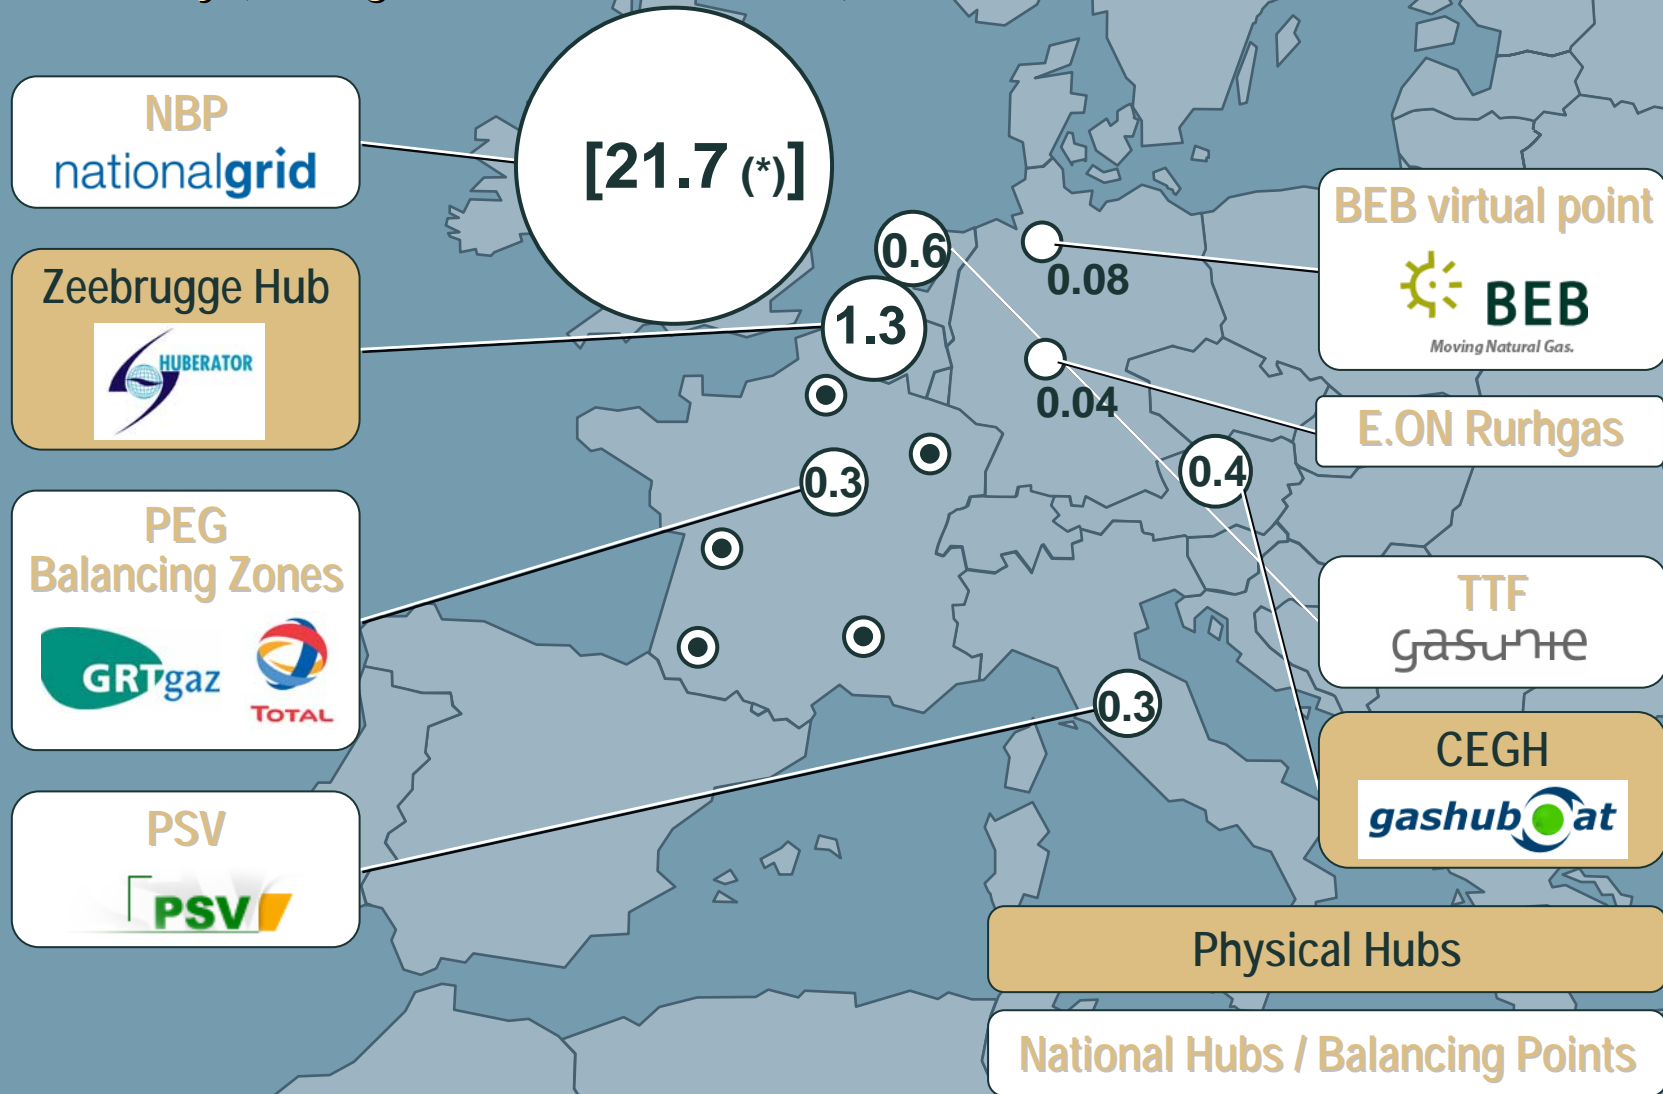 NBP
nationalgrid
[21.7 (*)]
Zeebrugge Hub
HUBERATOR
0.6
0.08
1.3
0.04
BEB virtual point
BEB
Moving Natural Gas.
E.ON Rurhgas
0.3
0.4
PEG
Balancing Zones
GRTgaz
TOTAL
TTF
gasunie
0.3
CEGH
gashub at
PSV
PSV
Physical Hubs
National Hubs / Balancing Points